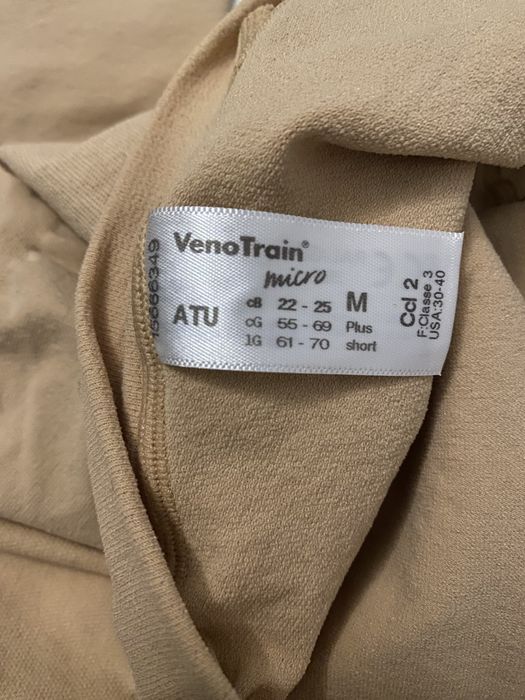 VenoTrain®
micro
ATU
cB 22 - 25 M
cG 55 - 69 Plus
lG 61 - 70 short
Ccl 2
F:Classe 3
USA:30-40